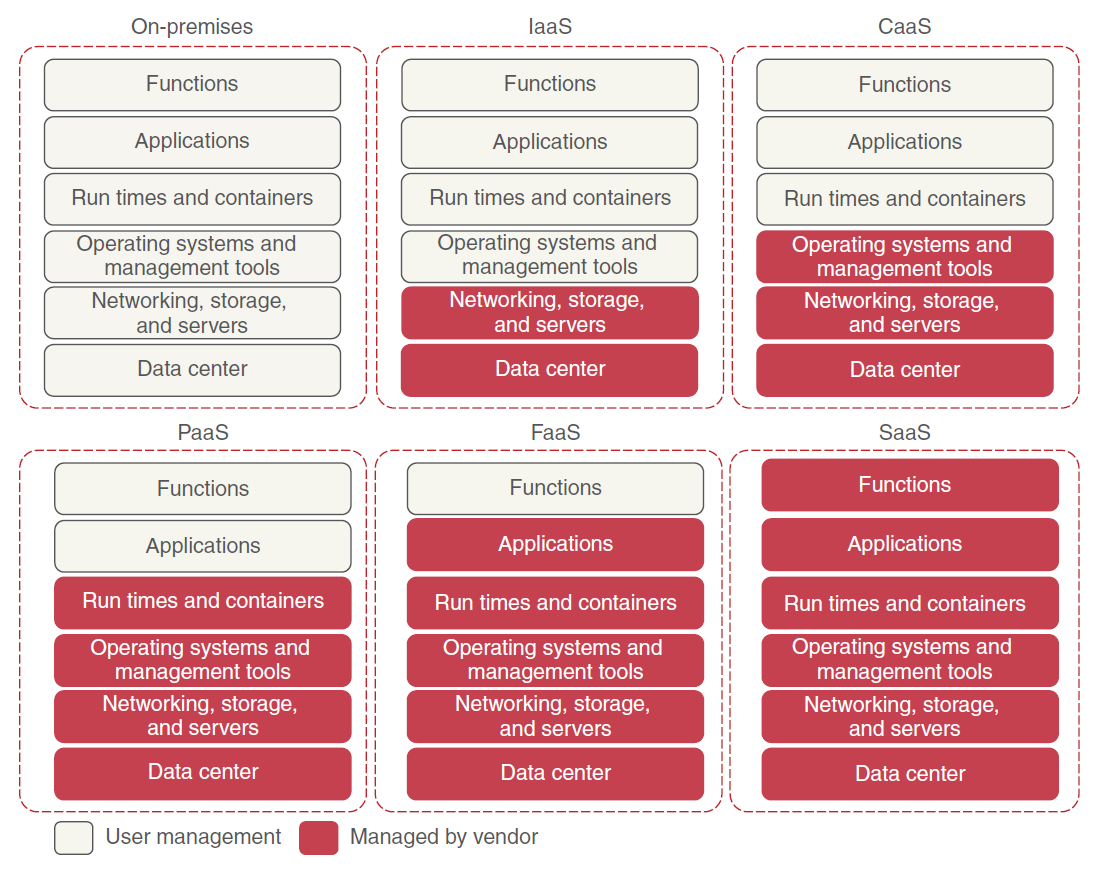 On-premises
Functions
Applications
Run times and containers
Operating systems and
management tools
Networking, storage,
and servers
Data center
IaaS
Functions
Applications
Run times and containers
Operating systems and
management tools
Networking, storage,
and servers
Data center
CaaS
Functions
Applications
Run times and containers
Operating systems and
management tools
Networking, storage,
and servers
Data center
PaaS
Functions
Applications
Run times and containers
Operating systems and
management tools
Networking, storage,
and servers
Data center
FaaS
Functions
Applications
Run times and containers
Operating systems and
management tools
Networking, storage,
and servers
Data center
SaaS
Functions
Applications
Run times and containers
Operating systems and
management tools
Networking, storage,
and servers
Data center
User management
Managed by vendor